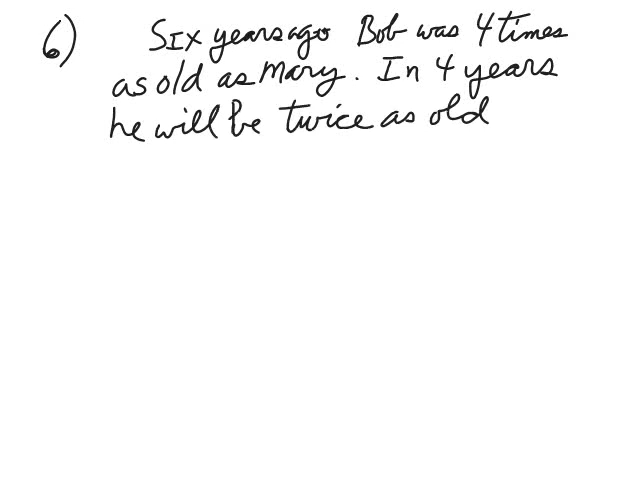 6) Six years ago Bob was 4 times
as old as Mary. In 4 years
he will be twice as old